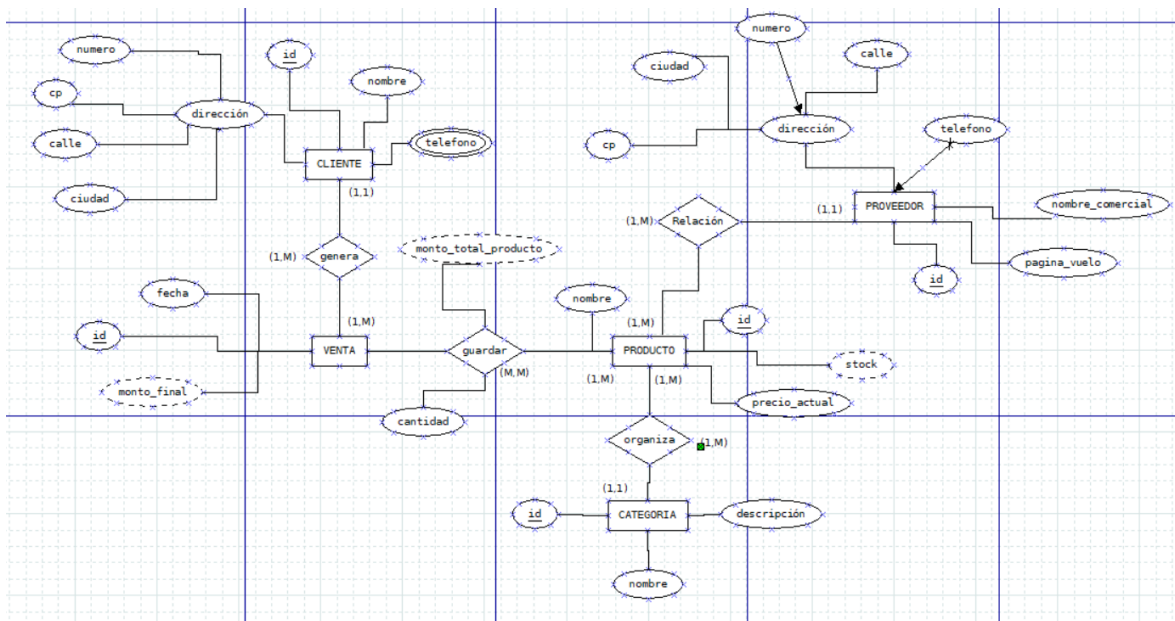 numero
id
nombre
cp
dirección
calle
telefono
CLIENTE
ciudad
(1,1)
numero
ciudad
calle
dirección
telefono
cp
PROVEEDOR
nombre_comercial
(1,1)
(1,M)
Relación
pagina_vuelo
id
monto_total_producto
(1,M)
genera
fecha
nombre
(1,M)
(1,M)
id
id
VENTA
guardar
PRODUCTO
stock
(M,M)
(1,M)
(1,M)
monto_final
precio_actual
cantidad
organiza
(1,M)
(1,1)
id
CATEGORIA
descripción
nombre